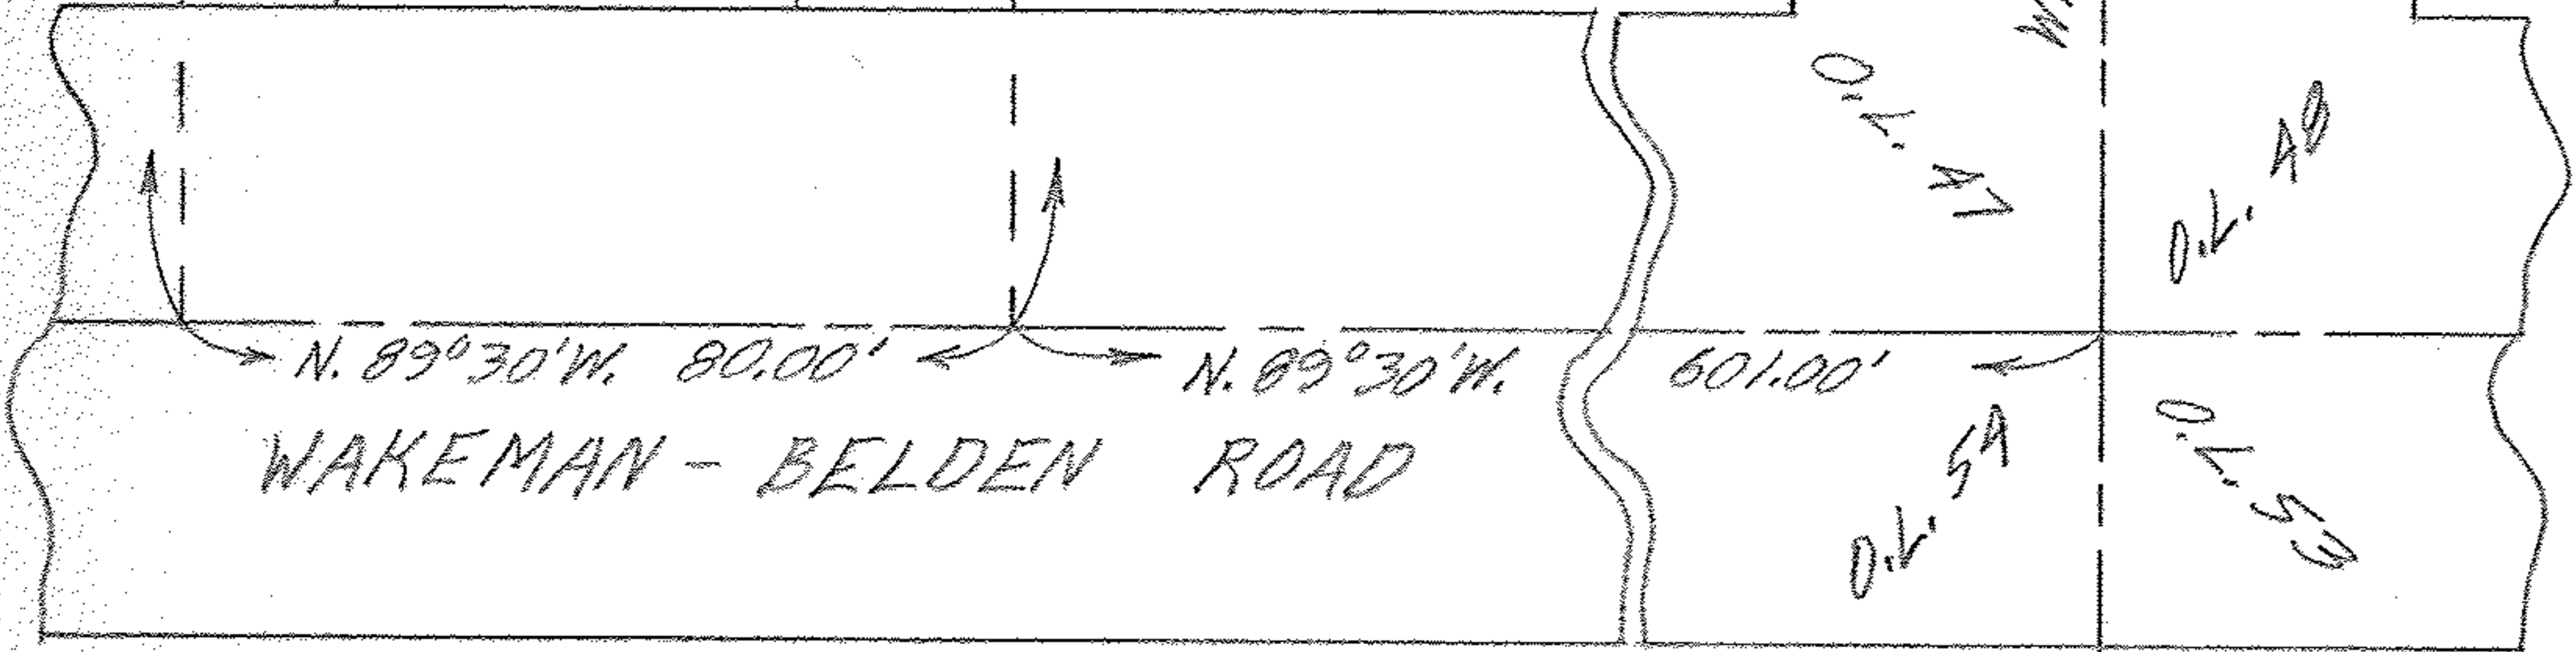 O.L. 47
O.L. 48
N. 89°30'W. 80.00'
N. 89°30'W. 601.00'
WAKEMAN - BELDEN ROAD
O.L. 54
O.L. 53